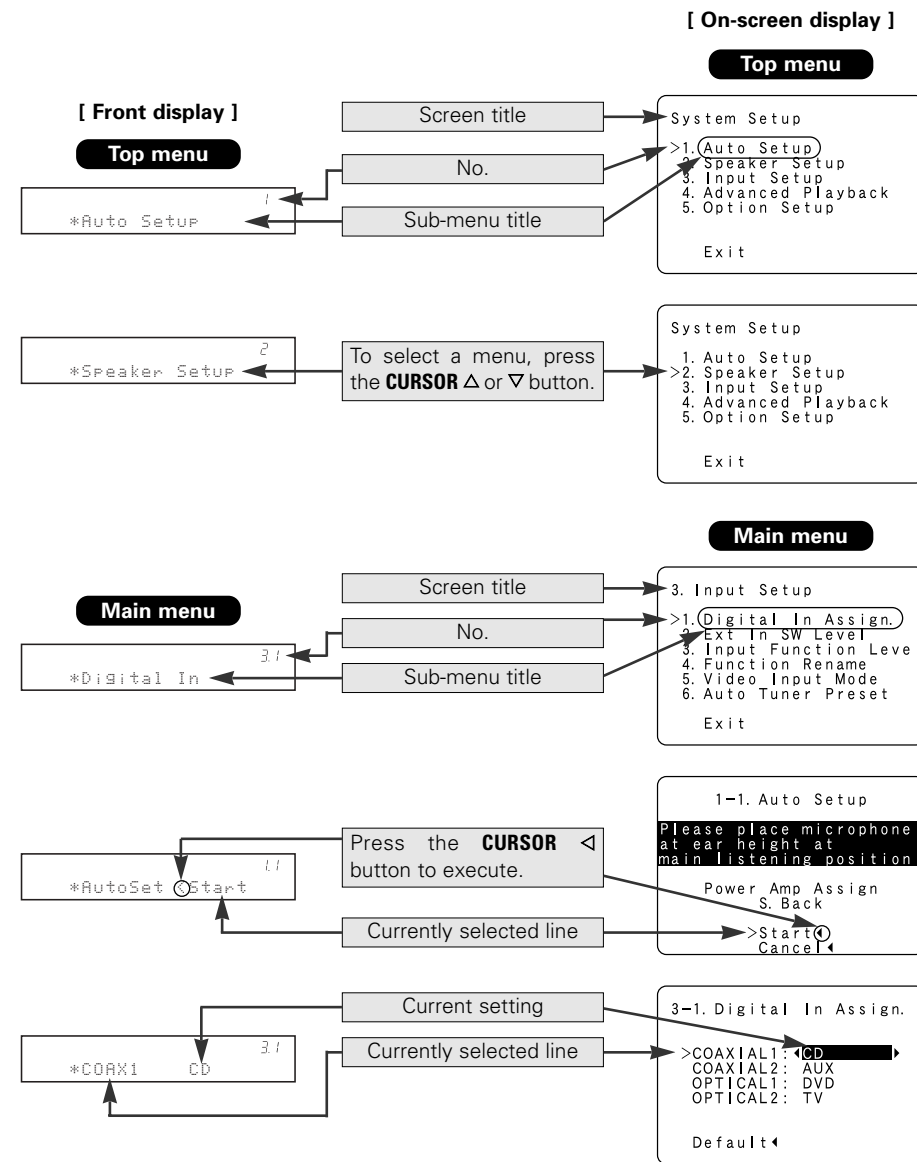 [ On-screen display ]
Top menu
[ Front display ]
Top menu
1
*Auto Setup
Screen title
No.
Sub-menu title
System Setup
>1. Auto Setup
2. Speaker Setup
3. Input Setup
4. Advanced Playback
5. Option Setup
Exit
2
*Speaker Setup
To select a menu, press
the CURSOR △ or ▽ button.
System Setup
1. Auto Setup
>2. Speaker Setup
3. Input Setup
4. Advanced Playback
5. Option Setup
Exit
Main menu
Main menu
3.1
*Digital In
Screen title
No.
Sub-menu title
3. Input Setup
>1. Digital In Assign.
2. Ext In SW Level
3. Input Function Leve
4. Function Rename
5. Video Input Mode
6. Auto Tuner Preset
Exit
1.1
*AutoSet <Start
Press the CURSOR ◁
button to execute.
Currently selected line
1-1. Auto Setup
Please place microphone
at ear height at
main listening position
Power Amp Assign
S. Back
>Start◀
Cancel◀
3.1
*COAX1 CD
Current setting
Currently selected line
3-1. Digital In Assign.
>COAXIAL1: ◀CD ▶
COAXIAL2: AUX
OPTICAL1: DVD
OPTICAL2: TV
Default◀